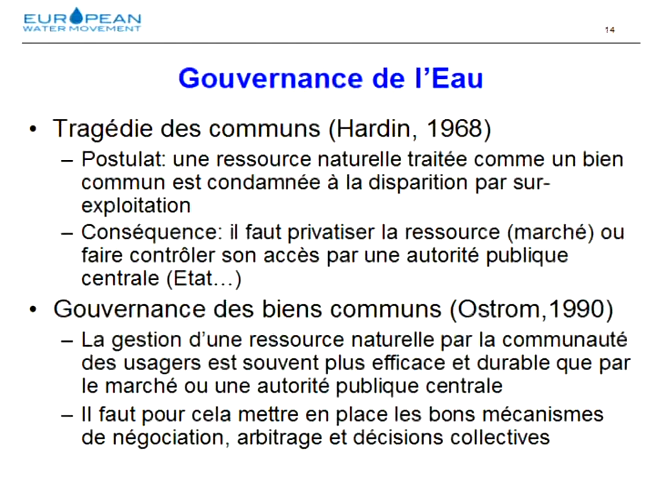 EUROPEAN
WATER MOVEMENT
14
Gouvernance de l'Eau
• Tragédie des communs (Hardin, 1968)
– Postulat: une ressource naturelle traitée comme un bien
commun est condamnée à la disparition par sur-
exploitation
– Conséquence: il faut privatiser la ressource (marché) ou
faire contrôler son accès par une autorité publique
centrale (Etat…)
• Gouvernance des biens communs (Ostrom,1990)
– La gestion d'une ressource naturelle par la communauté
des usagers est souvent plus efficace et durable que par
le marché ou une autorité publique centrale
– Il faut pour cela mettre en place les bons mécanismes
de négociation, arbitrage et décisions collectives